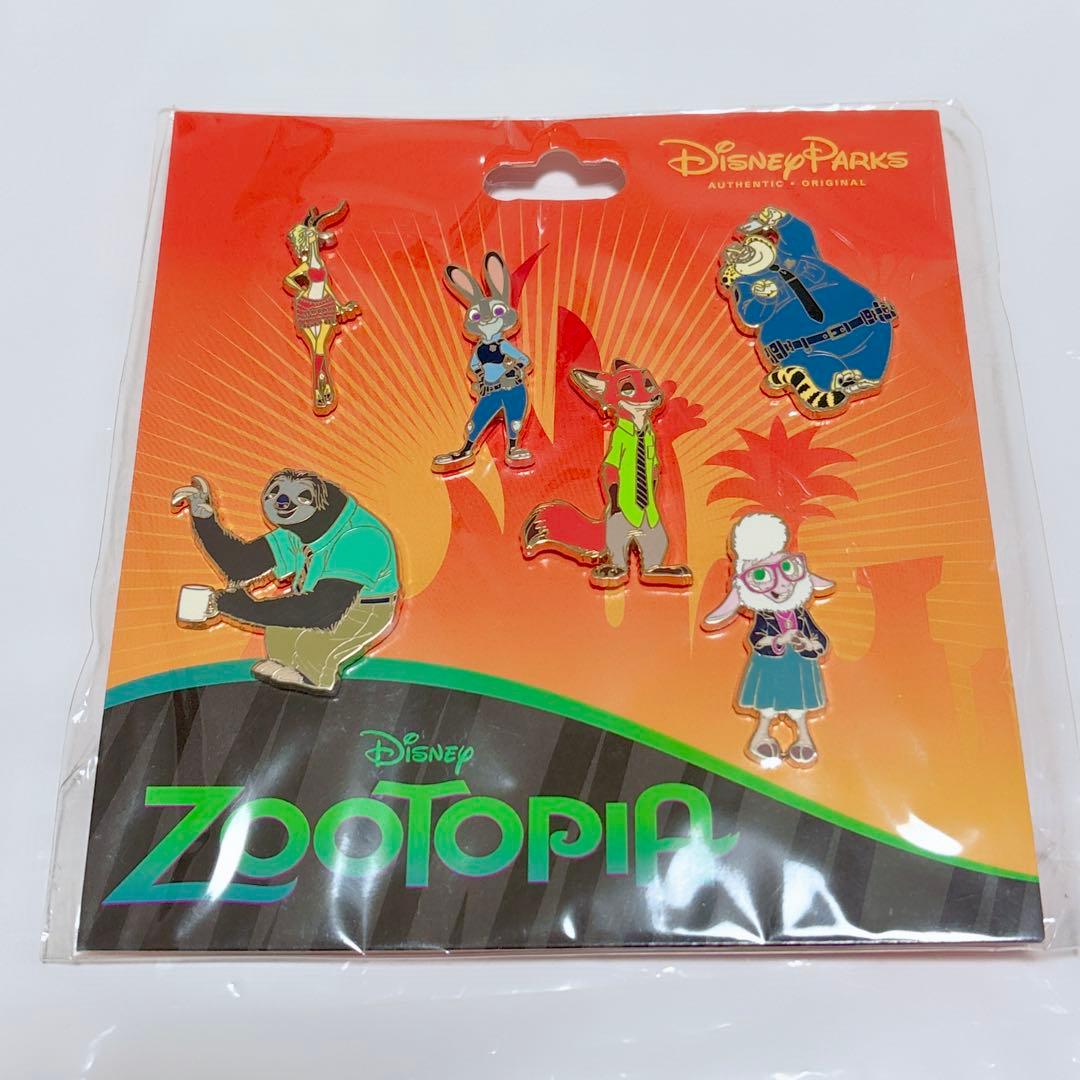 DISNEY PARKS
AUTHENTIC • ORIGINAL
DISNEY
ZOOTOPIA